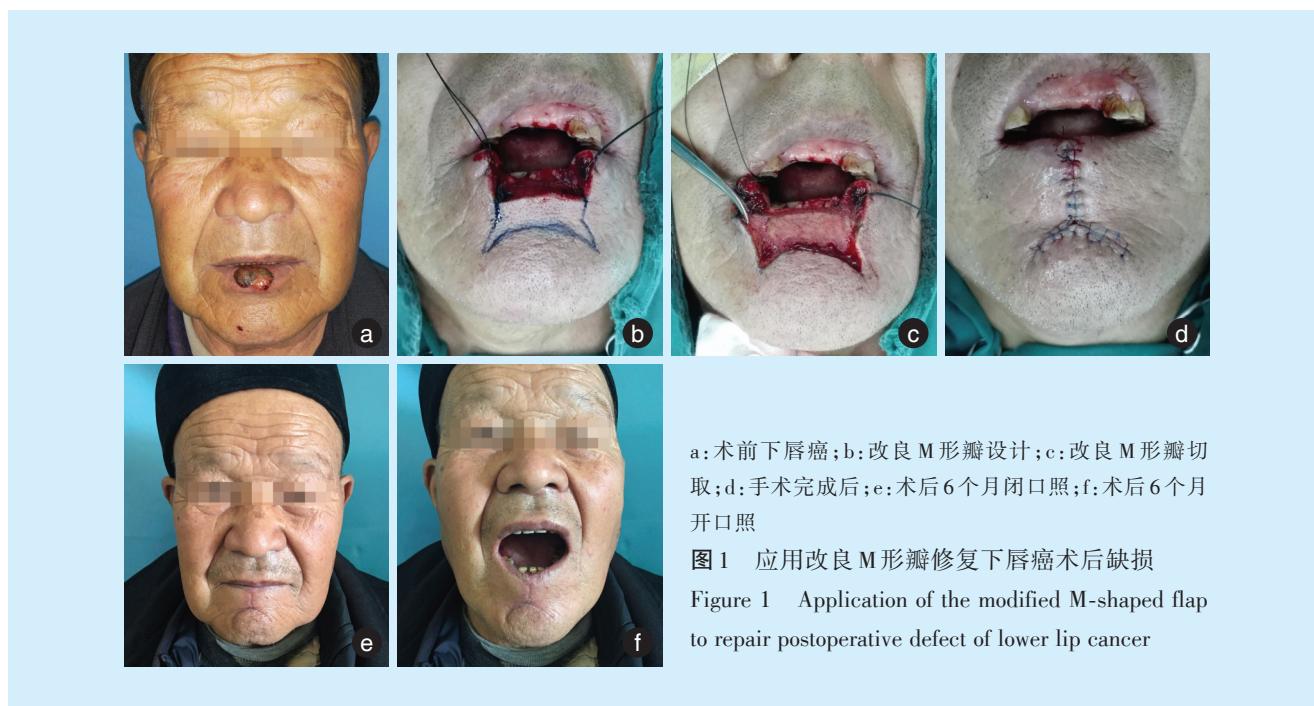 a
b
c
d
e
f
a:术前下唇癌;b:改良M形瓣设计;c:改良M形瓣切
取;d:手术完成后;e:术后6个月闭口照;f:术后6个月
开口照
图1 应用改良M形瓣修复下唇癌术后缺损
Figure 1 Application of the modified M-shaped flap
to repair postoperative defect of lower lip cancer